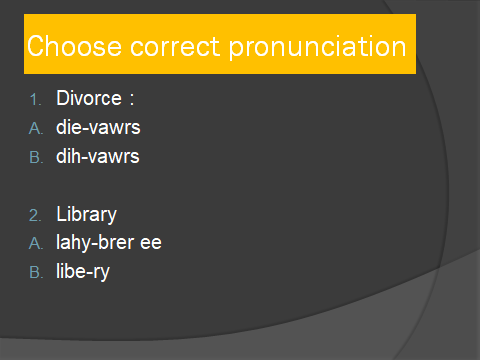 Choose correct pronunciation
1. Divorce :
A. die-vawrs
B. dih-vawrs
2. Library
A. lahy-brer ee
B. libe-ry